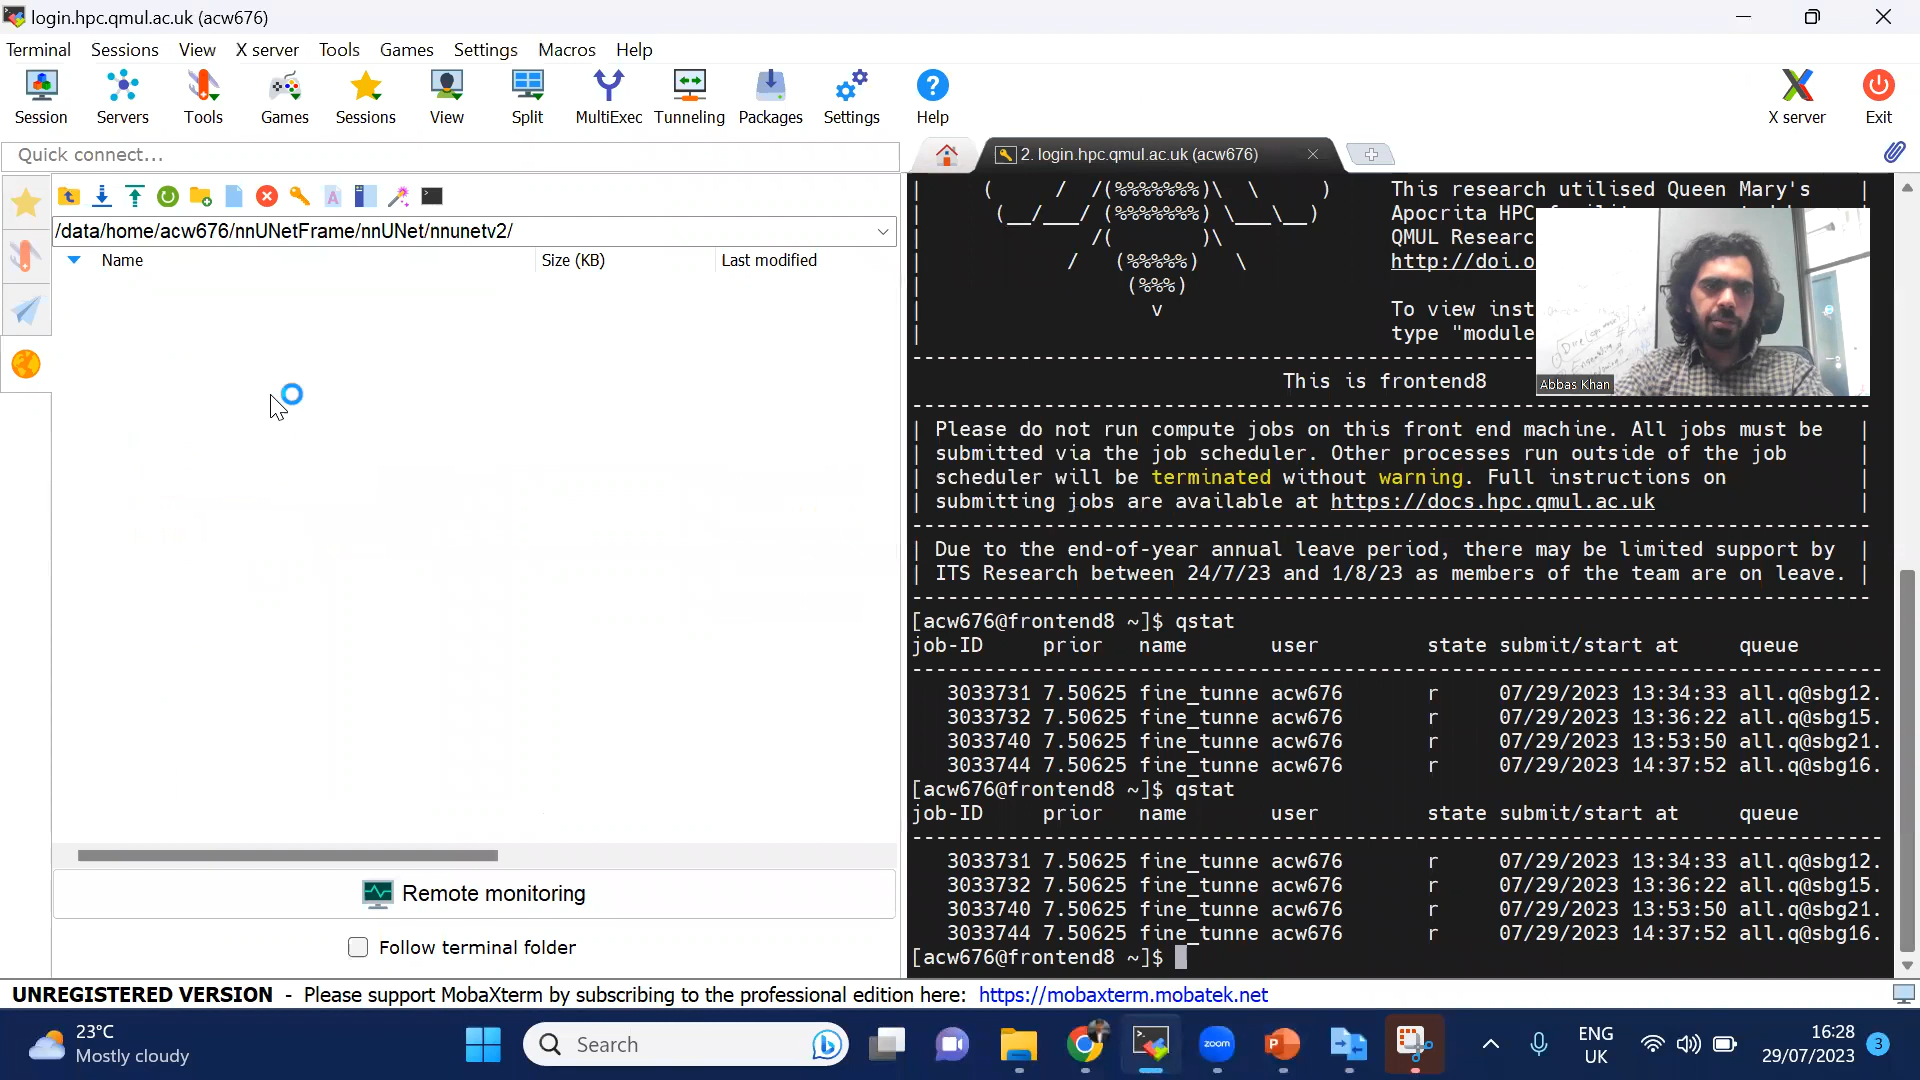 login.hpc.qmul.ac.uk (acw676)
Terminal Sessions View X server Tools Games Settings Macros Help
Session Servers Tools Games Sessions View Split MultiExec Tunneling Packages Settings Help X server Exit
Quick connect...
2. login.hpc.qmul.ac.uk (acw676)
/data/home/acw676/nnUNetFrame/nnUNet/nnunetv2/
Name Size (KB) Last modified
Remote monitoring
Follow terminal folder
| ( / /(%%%%%%%)\ \ ) This research utilised Queen Mary's |
| (__/___/ (%%%%%%%) \___\__) Apocrita HPC
| /( )\ QMUL Researc
| / (%%%%%) \ http://doi.o
| (%%%)
| v To view inst
| type "module
Abbas Khan
This is frontend8
| Please do not run compute jobs on this front end machine. All jobs must be |
| submitted via the job scheduler. Other processes run outside of the job |
| scheduler will be terminated without warning. Full instructions on |
| submitting jobs are available at https://docs.hpc.qmul.ac.uk |
| Due to the end-of-year annual leave period, there may be limited support by |
| ITS Research between 24/7/23 and 1/8/23 as members of the team are on leave. |
[acw676@frontend8 ~]$ qstat
job-ID prior name user state submit/start at queue
3033731 7.50625 fine_tunne acw676 r 07/29/2023 13:34:33 all.q@sbg12.
3033732 7.50625 fine_tunne acw676 r 07/29/2023 13:36:22 all.q@sbg15.
3033740 7.50625 fine_tunne acw676 r 07/29/2023 13:53:50 all.q@sbg21.
3033744 7.50625 fine_tunne acw676 r 07/29/2023 14:37:52 all.q@sbg16.
[acw676@frontend8 ~]$ qstat
job-ID prior name user state submit/start at queue
3033731 7.50625 fine_tunne acw676 r 07/29/2023 13:34:33 all.q@sbg12.
3033732 7.50625 fine_tunne acw676 r 07/29/2023 13:36:22 all.q@sbg15.
3033740 7.50625 fine_tunne acw676 r 07/29/2023 13:53:50 all.q@sbg21.
3033744 7.50625 fine_tunne acw676 r 07/29/2023 14:37:52 all.q@sbg16.
[acw676@frontend8 ~]$
UNREGISTERED VERSION - Please support MobaXterm by subscribing to the professional edition here: https://mobaxterm.mobatek.net
23°C
Mostly cloudy
Search
zoom
ENG
UK
16:28
29/07/2023
3